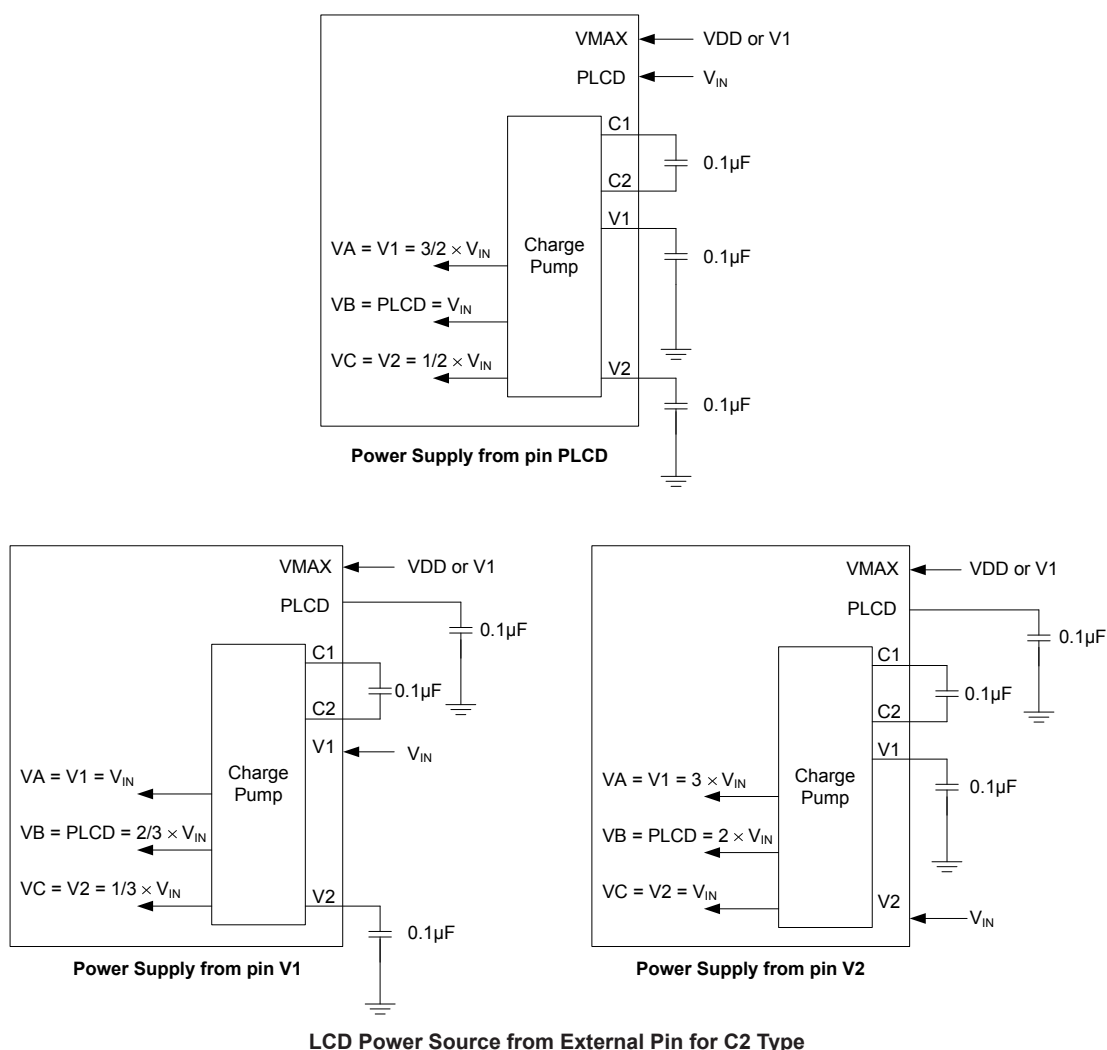 VMAX
VDD or V1
PLCD
VIN
C1
0.1µF
C2
V1
Charge
Pump
VA = V1 = 3/2 × VIN
0.1µF
VB = PLCD = VIN
VC = V2 = 1/2 × VIN
V2
0.1µF
Power Supply from pin PLCD
VMAX
VDD or V1
PLCD
0.1µF
C1
0.1µF
C2
V1
VIN
Charge
Pump
VA = V1 = VIN
VB = PLCD = 2/3 × VIN
VC = V2 = 1/3 × VIN
V2
0.1µF
Power Supply from pin V1
VMAX
VDD or V1
PLCD
0.1µF
C1
0.1µF
C2
V1
Charge
Pump
VA = V1 = 3 × VIN
0.1µF
VB = PLCD = 2 × VIN
VC = V2 = VIN
V2
VIN
Power Supply from pin V2
LCD Power Source from External Pin for C2 Type